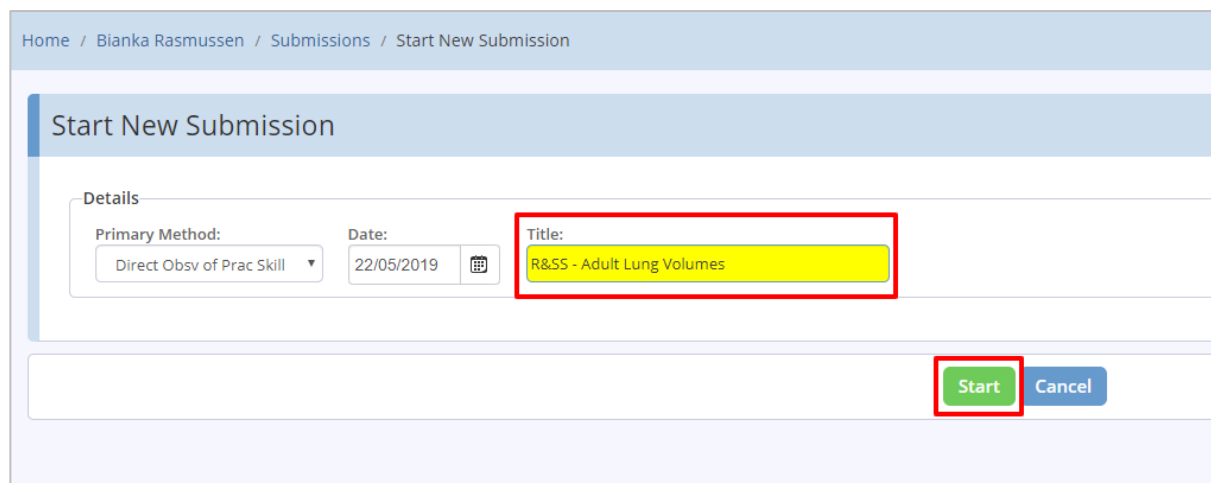 Home / Bianka Rasmussen / Submissions / Start New Submission
Start New Submission
Details
Primary Method: Date: Title:
Direct Obsv of Prac Skill 22/05/2019 R&SS - Adult Lung Volumes
Start Cancel